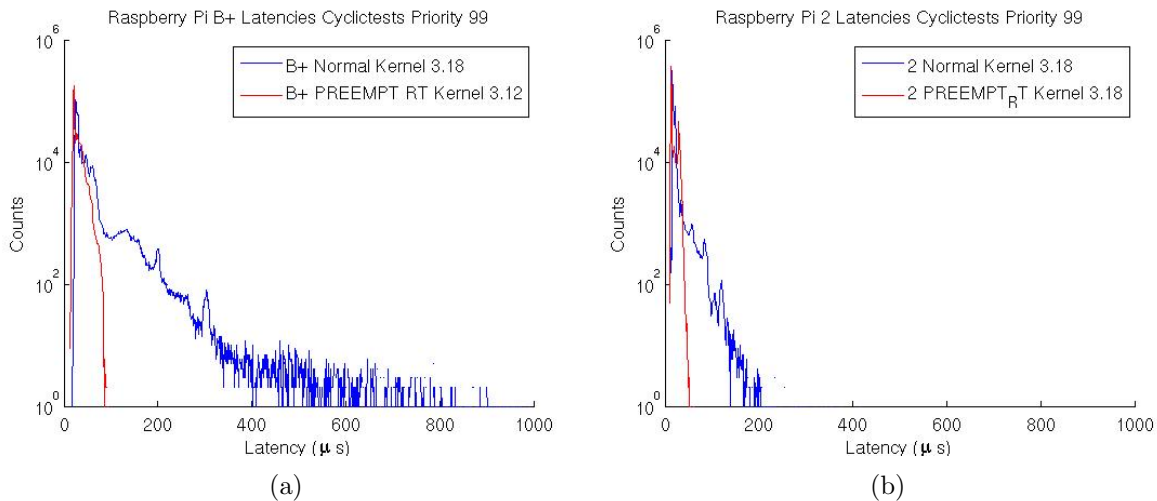 Raspberry Pi B+ Latencies Cyclictests Priority 99
10^6
10^4
10^2
10^0
Counts
B+ Normal Kernel 3.18
B+ PREEMPT RT Kernel 3.12
0 200 400 600 800 1000
Latency (μ s)
(a)
Raspberry Pi 2 Latencies Cyclictests Priority 99
10^6
10^4
10^2
10^0
Counts
2 Normal Kernel 3.18
2 PREEMPT_RT Kernel 3.18
0 200 400 600 800 1000
Latency (μ s)
(b)